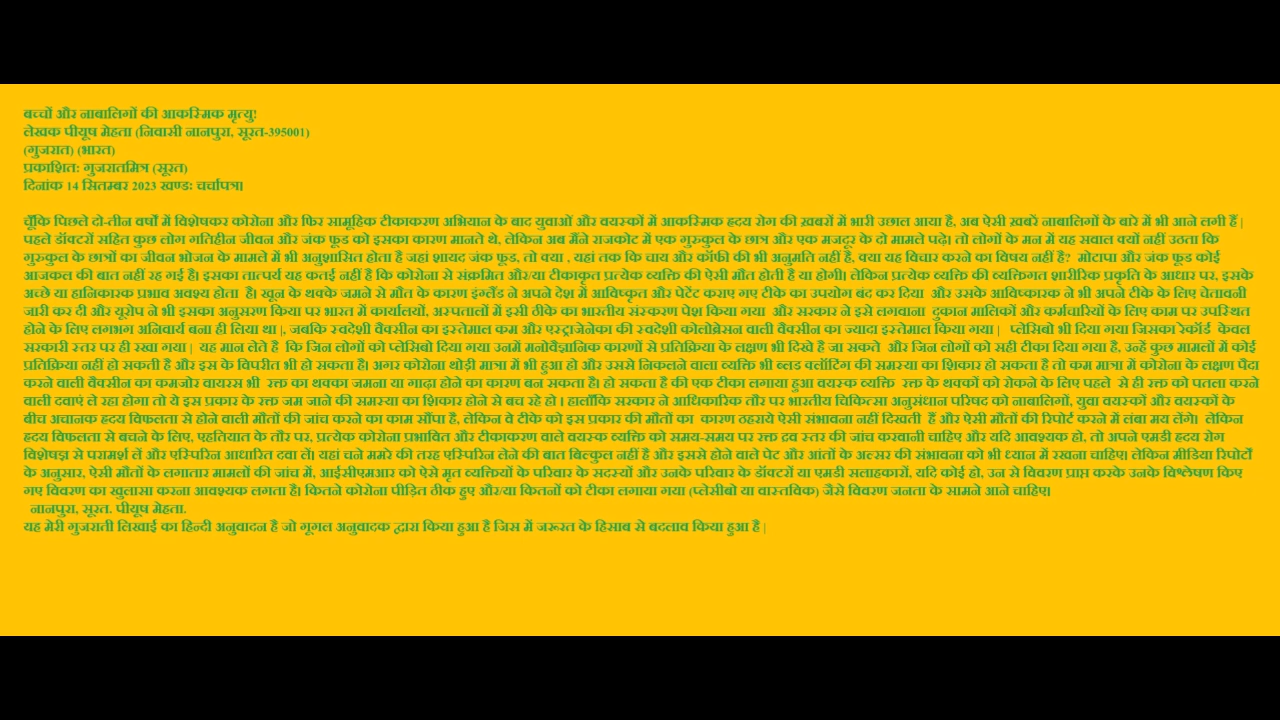 बच्चों और नाबालिगों की आकस्मिक मृत्यु!
लेखक पीयूष मेहता (निवासी नानपुरा, सूरत-395001)
(गुजरात) (भारत)
प्रकाशितः गुजरातमित्र (सूरत)
दिनांक 14 सितम्बर 2023 खण्डः चर्चापत्र।
चूँकि पिछले दो-तीन वर्षों में विशेषकर कोरोना और फिर सामूहिक टीकाकरण अभियान के बाद युवाओं और वयस्कों में आकस्मिक हृदय रोग की ख़बरों में भारी उछाल आया है, अब ऐसी ख़बरें नाबालिगों के बारे में भी आने लगी हैं |
पहले डॉक्टरों सहित कुछ लोग गतिहीन जीवन और जंक फूड को इसका कारण मानते थे, लेकिन अब मैंने राजकोट में एक गुरुकुल के छात्र और एक मजदूर के दो मामले पढ़े। तो लोगों के मन में यह सवाल क्यों नहीं उठता कि
गुरुकुल के छात्रों का जीवन भोजन के मामले में भी अनुशासित होता है जहां शायद जंक फूड, तो क्या , यहां तक कि चाय और कॉफी की भी अनुमति नहीं है, क्या यह विचार करने का विषय नहीं है? मोटापा और जंक फूड कोई
आजकल की बात नहीं रह गई है। इसका तात्पर्य यह कतई नहीं है कि कोरोना से संक्रमित और/या टीकाकृत प्रत्येक व्यक्ति की ऐसी मौत होती है या होगी। लेकिन प्रत्येक व्यक्ति की व्यक्तिगत शारीरिक प्रकृति के आधार पर, इसके
अच्छे या हानिकारक प्रभाव अवश्य होता है। खून के थक्के जमने से मौत के कारण इंग्लैंड ने अपने देश में आविष्कृत और पेटेंट कराए गए टीके का उपयोग बंद कर दिया और उसके आविष्कारक ने भी अपने टीके के लिए चेतावनी
जारी कर दी और यूरोप ने भी इसका अनुसरण किया पर भारत में कार्यालयों, अस्पतालों में इसी ठीके का भारतीय संस्करण पेश किया गया और सरकार ने इसे लगवाना दुकान मालिकों और कर्मचारियों के लिए काम पर उपस्थित
होने के लिए लगभग अनिवार्य बना ही लिया था |, जबकि स्वदेशी वैक्सीन का इस्तेमाल कम और एस्ट्राजेनेका की स्वदेशी कोलोब्रेसन वाली वैक्सीन का ज्यादा इस्तेमाल किया गया | प्लेसिबो भी दिया गया जिसका रेकॉर्ड केवल
सरकारी स्तर पर ही रखा गया | यह मान लेते है कि जिन लोगों को प्लेसिबो दिया गया उनमें मनोवैज्ञानिक कारणों से प्रतिक्रिया के लक्षण भी दिखे है जा सकते और जिन लोगों को सही टीका दिया गया है, उन्हें कुछ मामलों में कोई
प्रतिक्रिया नहीं हो सकती है और इस के विपरीत भी हो सकता है। अगर कोरोना थोड़ी मात्रा में भी हुआ हो और उससे निकलने वाला व्यक्ति भी ब्लड क्लॉटिंग की समस्या का शिकार हो सकता है तो कम मात्रा में कोरोना के लक्षण पैदा
करने वाली वैक्सीन का कमजोर वायरस भी रक्त का थक्का जमना या गाढ़ा होने का कारण बन सकता है। हो सकता है की एक टीका लगाया हुआ वयस्क व्यक्ति रक्त के थक्कों को रोकने के लिए पहले से ही रक्त को पतला करने
वाली दवाएं ले रहा होगा तो ये इस प्रकार के रक्त जम जाने की समस्या का शिकार होने से बच रहे हो । हालाँकि सरकार ने आधिकारिक तौर पर भारतीय चिकित्सा अनुसंधान परिषद को नाबालिगों, युवा वयस्कों और वयस्कों के
बीच अचानक हृदय विफलता से होने वाली मौतों की जांच करने का काम सौंपा है, लेकिन वे टीके को इस प्रकार की मौतों का कारण ठहराये ऐसी संभावना नहीं दिखती हैं और ऐसी मौतों की रिपोर्ट करने में लंबा मय लेंगे। लेकिन
हृदय विफलता से बचने के लिए, एहतियात के तौर पर, प्रत्येक कोरोना प्रभावित और टीकाकरण वाले वयस्क व्यक्ति को समय-समय पर रक्त द्रव स्तर की जांच करवानी चाहिए और यदि आवश्यक हो, तो अपने एमडी हृदय रोग
विशेषज्ञ से परामर्श लें और एस्पिरिन आधारित दवा लें। यहां चने ममरे की तरह एस्पिरिन लेने की बात बिल्कुल नहीं है और इससे होने वाले पेट और आंतों के अल्सर की संभावना को भी ध्यान में रखना चाहिए। लेकिन मीडिया रिपोर्टों
के अनुसार, ऐसी मौतों के लगातार मामलों की जांच में, आईसीएमआर को ऐसे मृत व्यक्तियों के परिवार के सदस्यों और उनके परिवार के डॉक्टरों या एमडी सलाहकारों, यदि कोई हो, उन से विवरण प्राप्त करके उनके विश्लेषण किए
गए विवरण का खुलासा करना आवश्यक लगता है। कितने कोरोना पीड़ित ठीक हुए और/या कितनों को टीका लगाया गया (प्लेसीबो या वास्तविक) जैसे विवरण जनता के सामने आने चाहिए।
नानपुरा, सूरत. पीयूष मेहता.
यह मेरी गुजराती लिखाई का हिन्दी अनुवादन है जो गूगल अनुवादक द्वारा किया हुआ है जिस में जरूरत के हिसाब से बदलाव किया हुआ है |